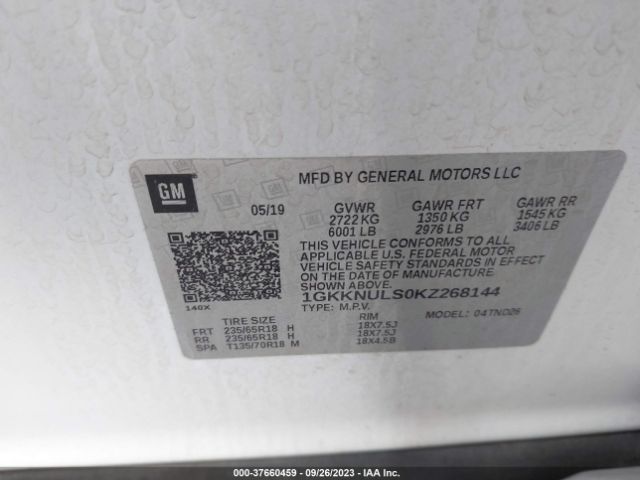 GM
MFD BY GENERAL MOTORS LLC
05/19 GVWR GAWR FRT GAWR RR
2722 KG 1350 KG 1545 KG
6001 LB 2976 LB 3406 LB
THIS VEHICLE CONFORMS TO ALL
APPLICABLE U.S. FEDERAL MOTOR
VEHICLE SAFETY STANDARDS IN EFFECT
ON THE DATE OF MANUFACTURE
SHOWN ABOVE.
1GKKNULS0KZ268144
140X
TYPE: M.P.V. MODEL: 04TND26
TIRE SIZE RIM
FRT 235/65R18 H 18X7.5J
RR 235/65R18 H 18X7.5J
SPA T135/70R18 M 18X4.5B
000-37660459 - 09/26/2023 - IAA Inc.